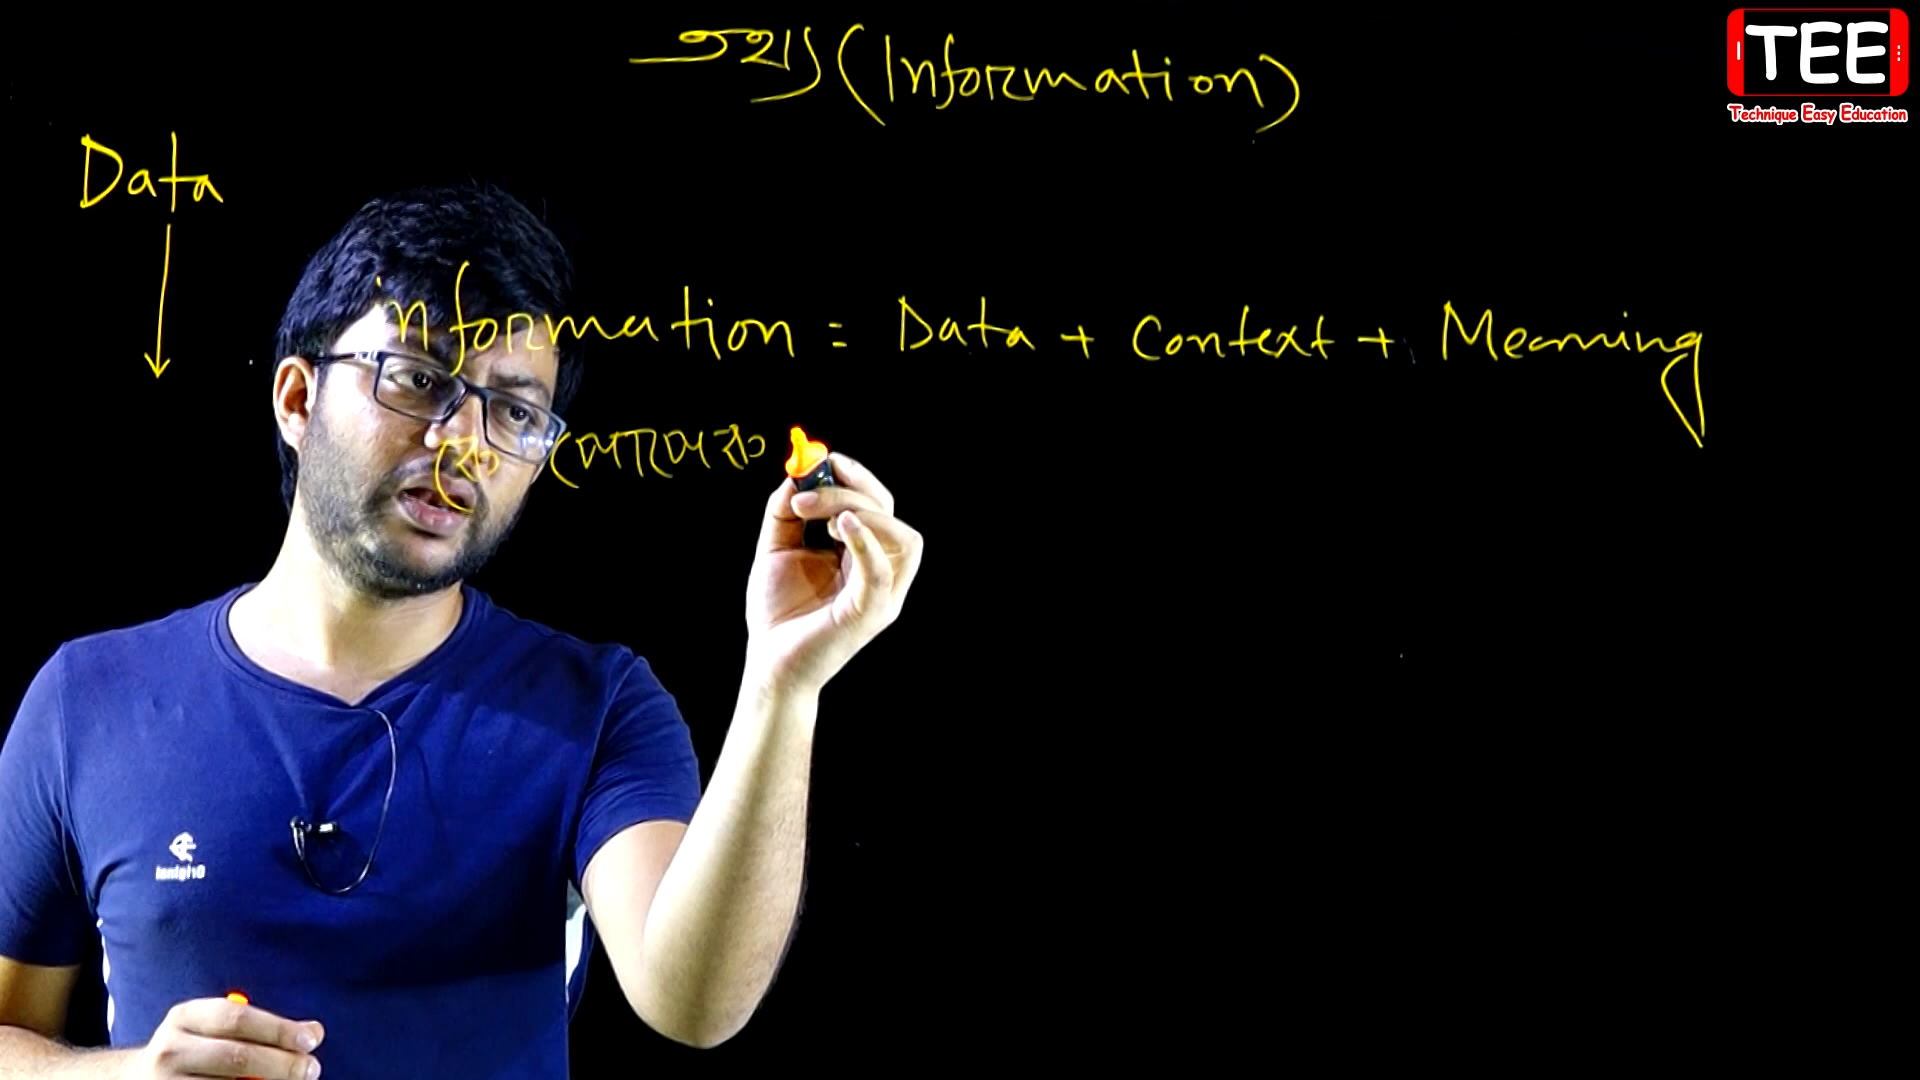 তথ্য (Information)
TEE
Technique Easy Education
Data
information = Data + Context + Meaning